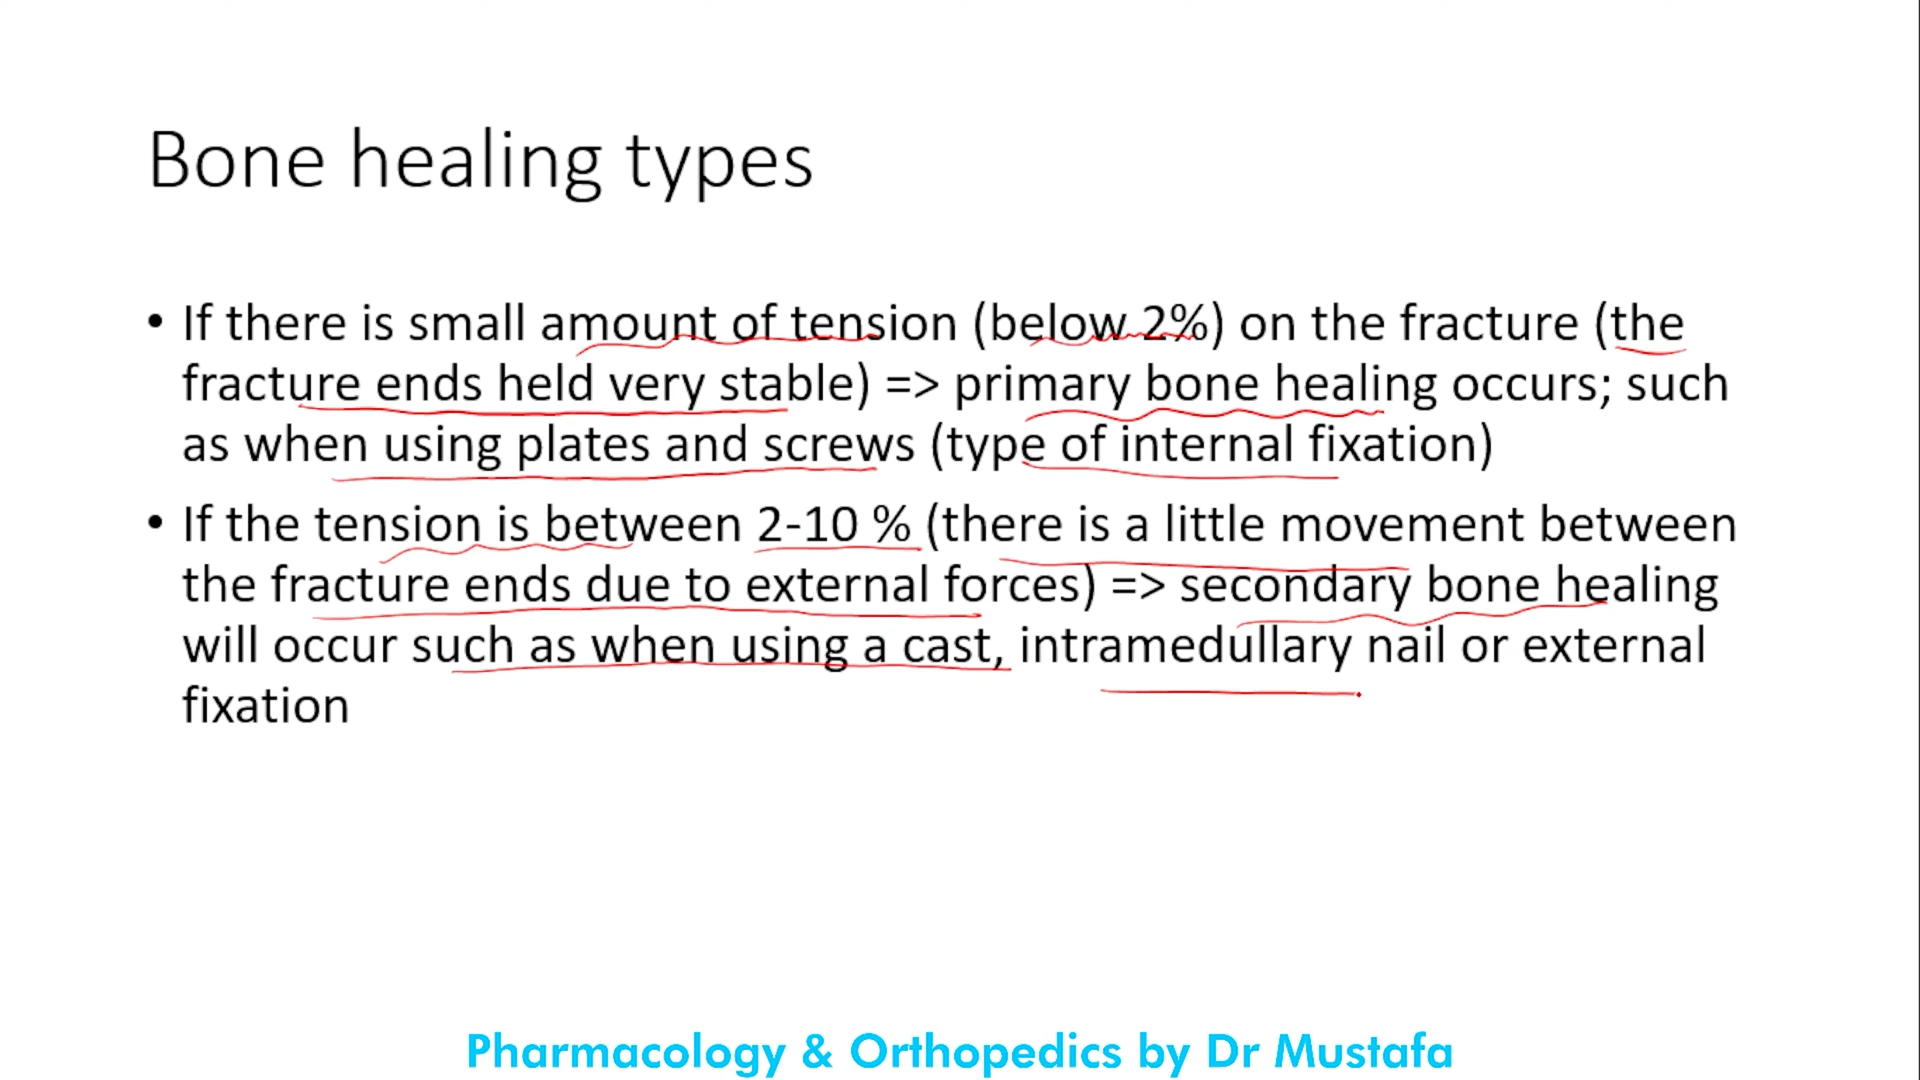 Bone healing types
• If there is small amount of tension (below 2%) on the fracture (the
fracture ends held very stable) => primary bone healing occurs; such
as when using plates and screws (type of internal fixation)
• If the tension is between 2-10 % (there is a little movement between
the fracture ends due to external forces) => secondary bone healing
will occur such as when using a cast, intramedullary nail or external
fixation
Pharmacology & Orthopedics by Dr Mustafa